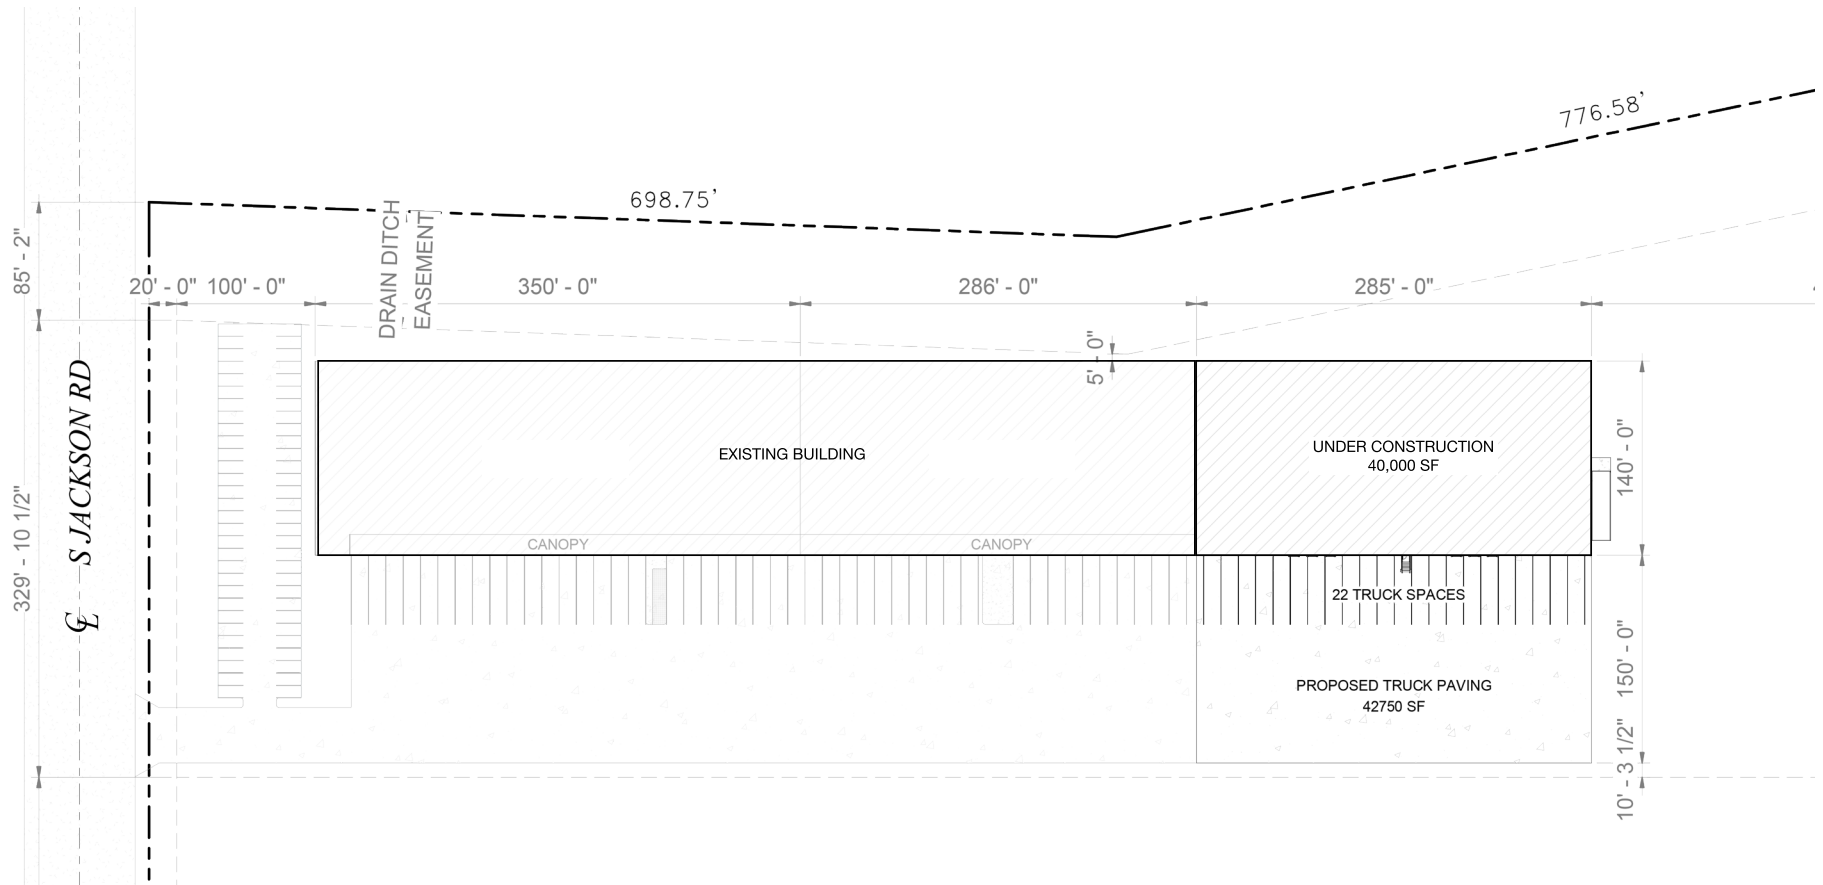 776.58'
698.75'
DRAIN DITCH
EASEMENT
85' - 2"
20' - 0"
100' - 0"
350' - 0"
286' - 0"
285' - 0"
5' - 0"
S JACKSON RD
℄
329' - 10 1/2"
EXISTING BUILDING
UNDER CONSTRUCTION
40,000 SF
140' - 0"
CANOPY
CANOPY
22 TRUCK SPACES
150' - 0"
PROPOSED TRUCK PAVING
42750 SF
10' - 3 1/2"